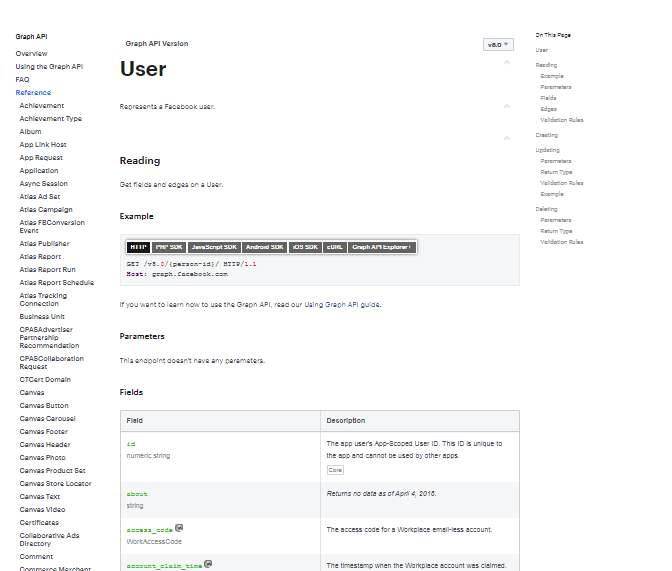 Graph API
Overview
Using the Graph API
FAQ
Reference
Achievement
Achievement Type
Album
App Link Host
App Request
Application
Async Session
Atlas Ad Set
Atlas Campaign
Atlas FBConversion
Event
Atlas Publisher
Atlas Report
Atlas Report Run
Atlas Report Schedule
Atlas Tracking
Connection
Business Unit
CPASAdvertiser
Partnership
Recommendation
CPASCollaboration
Request
CTCert Domain
Canvas
Canvas Button
Canvas Carousel
Canvas Footer
Canvas Header
Canvas Photo
Canvas Product Set
Canvas Store Locator
Canvas Text
Canvas Video
Certificates
Collaborative Ads
Directory
Comment
Commerce Merchant
Graph API Version
v8.0
User
Represents a Facebook user.
Reading
Get fields and edges on a User.
Example
HTTP PHP SDK JavaScript SDK Android SDK iOS SDK cURL Graph API Explorer
GET /v8.0/{person-id}/ HTTP/1.1
Host: graph.facebook.com
If you want to learn how to use the Graph API, read our Using Graph API guide.
Parameters
This endpoint doesn't have any parameters.
Fields
Field Description
id
numeric string
The app user's App-Scoped User ID. This ID is unique to
the app and cannot be used by other apps.
Core
about
string
Returns no data as of April 4, 2018.
access_code
WorkAccessCode
The access code for a Workplace email-less account.
account_claim_time
The timestamp when the Workplace account was claimed.
On This Page
User
Reading
Example
Parameters
Fields
Edges
Validation Rules
Creating
Updating
Parameters
Return Type
Validation Rules
Example
Deleting
Parameters
Return Type
Validation Rules